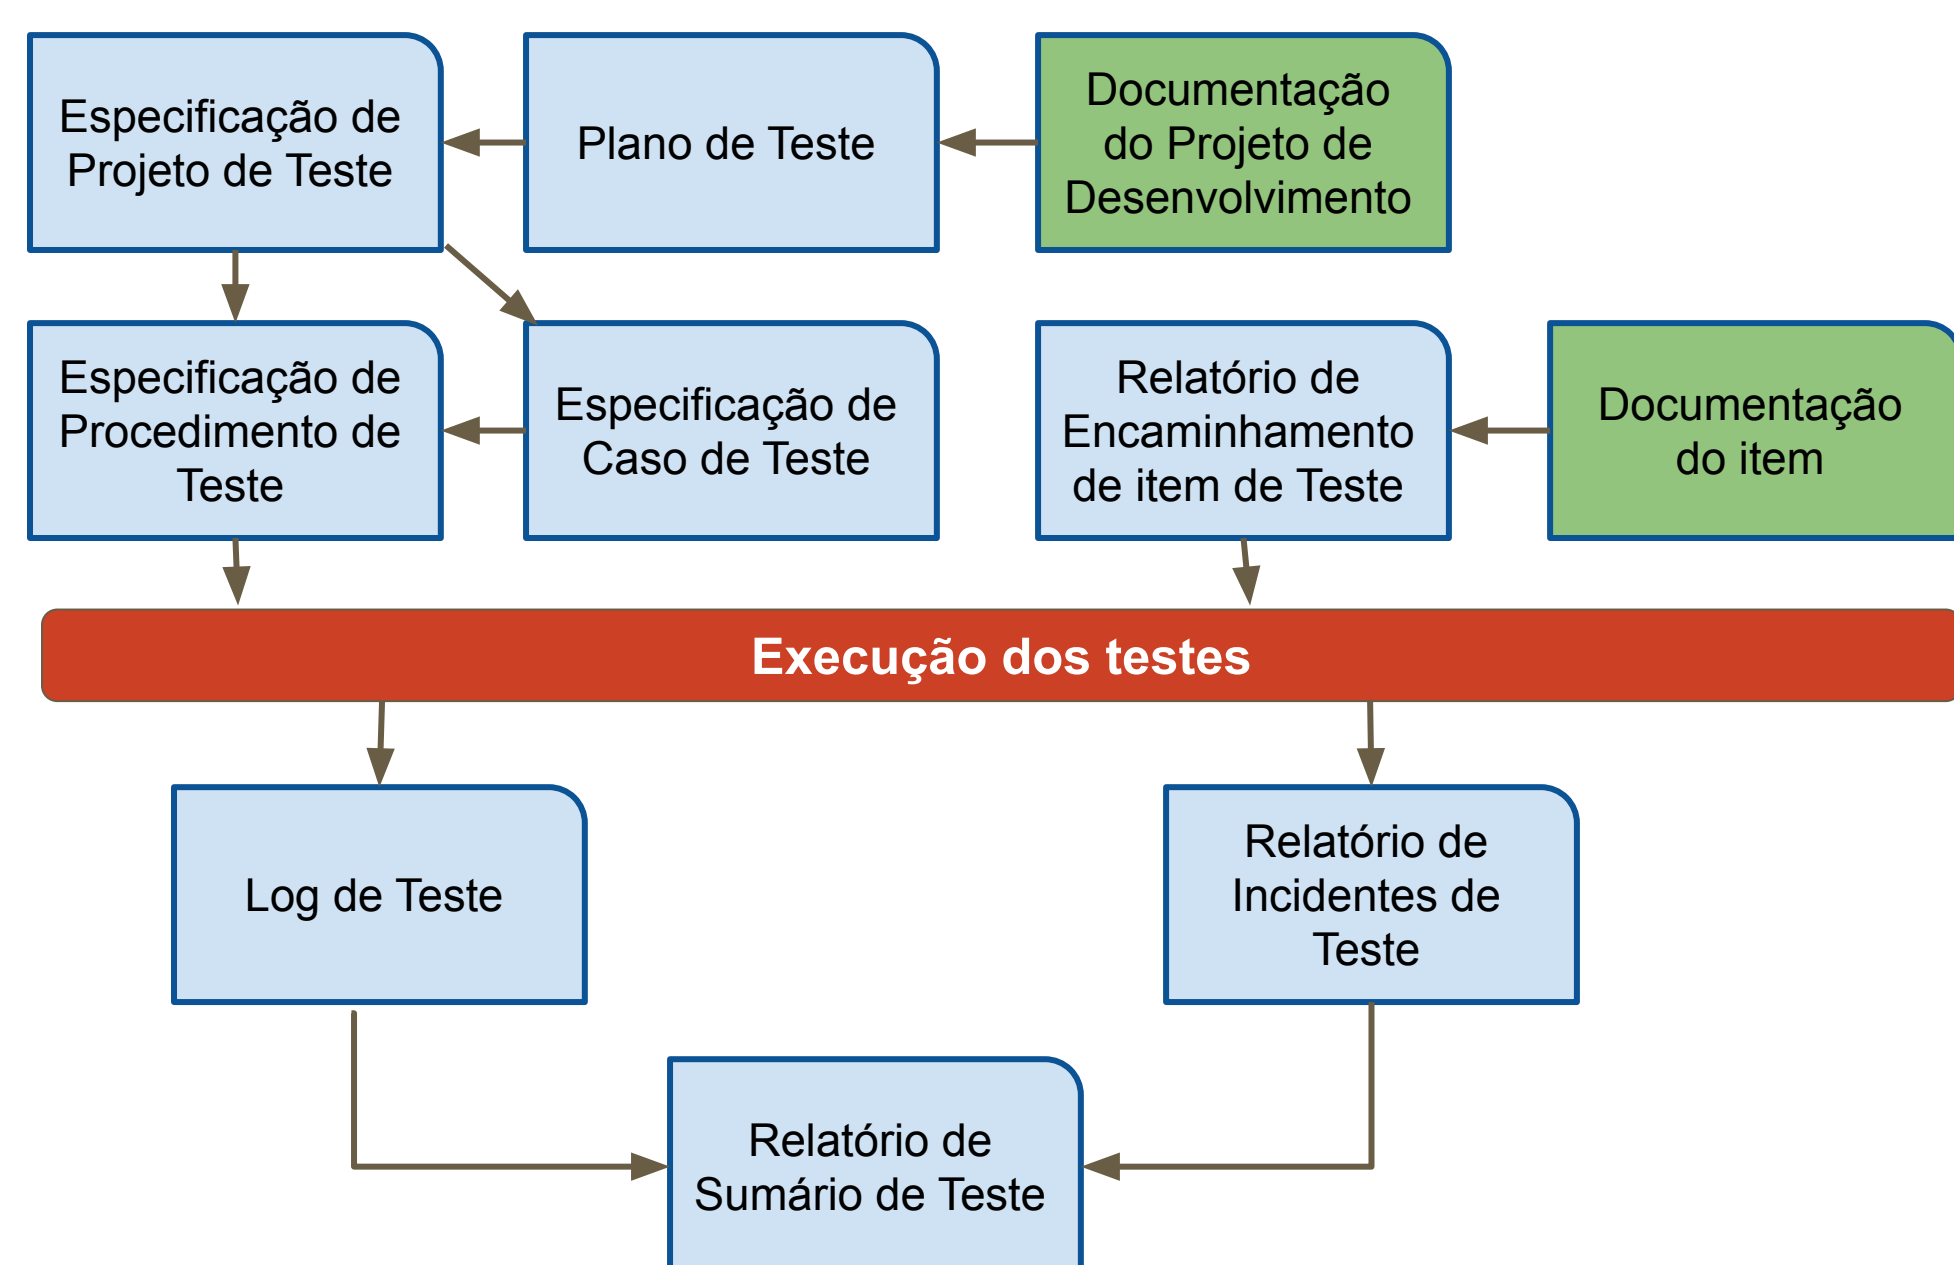 Especificação de
Projeto de Teste
Plano de Teste
Documentação
do Projeto de
Desenvolvimento
Especificação de
Procedimento de
Teste
Especificação de
Caso de Teste
Relatório de
Encaminhamento
de item de Teste
Documentação
do item
Execução dos testes
Log de Teste
Relatório de
Incidentes de
Teste
Relatório de
Sumário de Teste